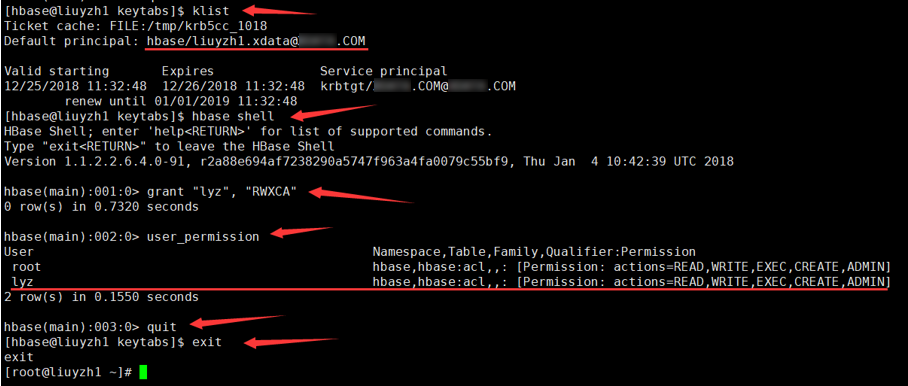 [hbase@liuyzh1 keytabs]$ klist
Ticket cache: FILE:/tmp/krb5cc_1018
Default principal: hbase/liuyzh1.xdata@ .COM
Valid starting       Expires              Service principal
12/25/2018 11:32:48  12/26/2018 11:32:48  krbtgt/ .COM@ .COM
        renew until 01/01/2019 11:32:48
[hbase@liuyzh1 keytabs]$ hbase shell
HBase Shell; enter 'help<RETURN>' for list of supported commands.
Type "exit<RETURN>" to leave the HBase Shell
Version 1.1.2.2.6.4.0-91, r2a88e694af7238290a5747f963a4fa0079c55bf9, Thu Jan  4 10:42:39 UTC 2018
hbase(main):001:0> grant "lyz", "RWXCA"
0 row(s) in 0.7320 seconds
hbase(main):002:0> user_permission
User                                     Namespace,Table,Family,Qualifier:Permission
 root                                    hbase,hbase:acl,,: [Permission: actions=READ,WRITE,EXEC,CREATE,ADMIN]
 lyz                                     hbase,hbase:acl,,: [Permission: actions=READ,WRITE,EXEC,CREATE,ADMIN]
2 row(s) in 0.1550 seconds
hbase(main):003:0> quit
[hbase@liuyzh1 keytabs]$ exit
exit
[root@liuyzh1 ~]#